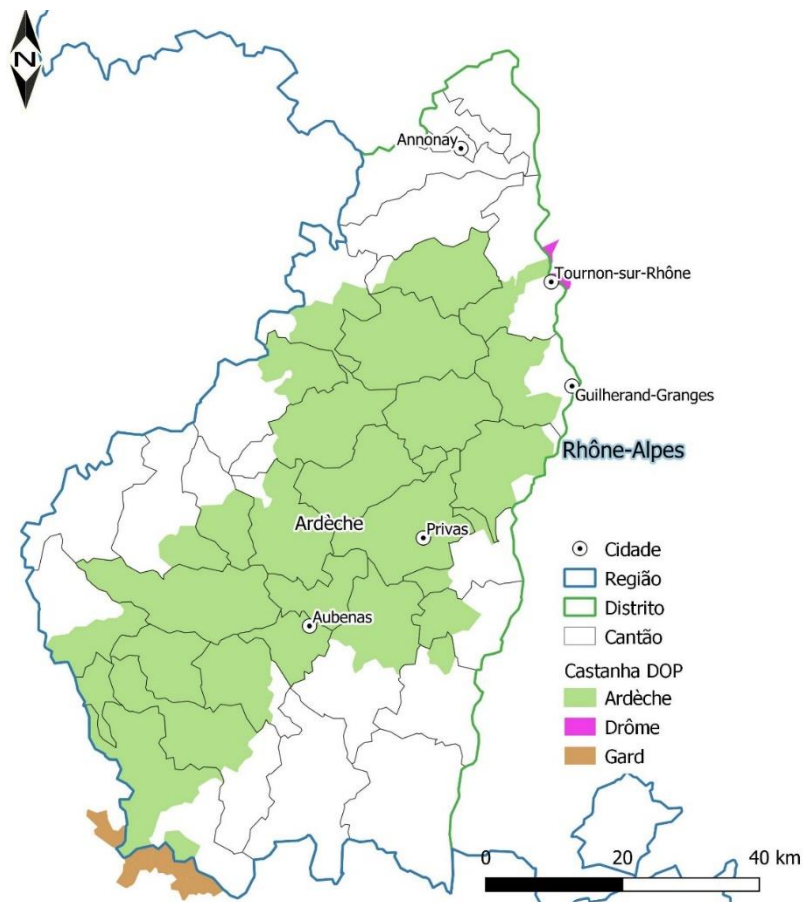 N
Annonay
Tournon-sur-Rhône
Guilherand-Granges
Rhône-Alpes
Ardèche
Privas
Aubenas
Cidade
Região
Distrito
Cantão
Castanha DOP
Ardèche
Drôme
Gard
0 20 40 km